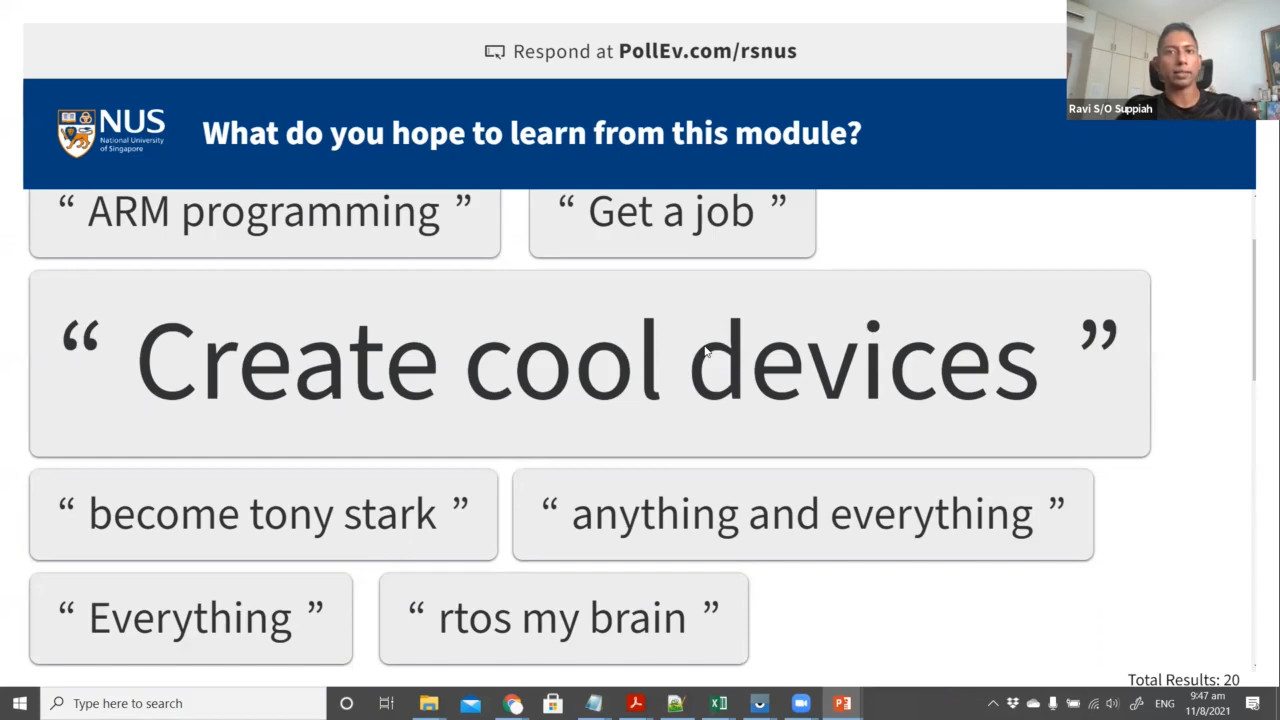 Respond at PollEv.com/rsnus
Ravi S/O Suppiah
NUS
National University
of Singapore
What do you hope to learn from this module?
“ ARM programming ”
“ Get a job ”
“ Create cool devices ”
“ become tony stark ”
“ anything and everything ”
“ Everything ”
“ rtos my brain ”
Total Results: 20
Type here to search
ENG
9:47 am
11/8/2021